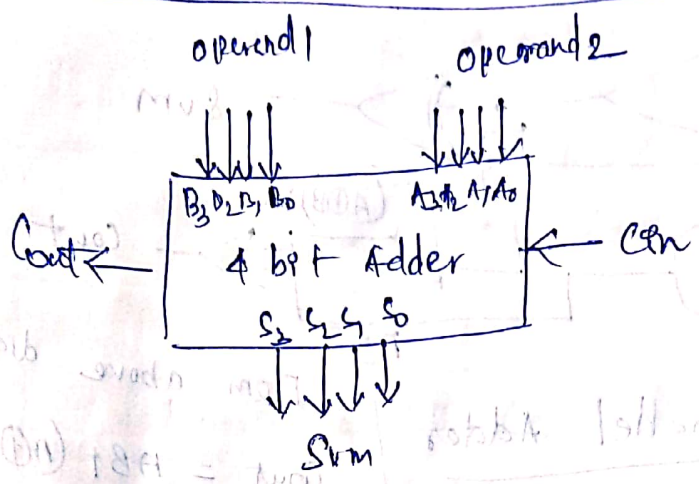 operend 1 operand 2
B3 B2 B1 B0 A3 A2 A1 A0
Cout 4 bit Adder Cin
S3 S2 S1 S0
Sum